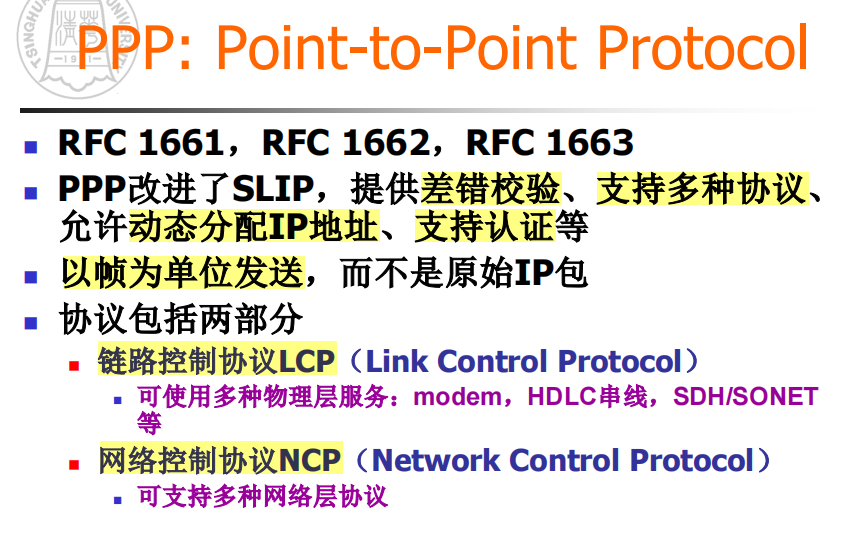 PPP: Point-to-Point Protocol
RFC 1661，RFC 1662，RFC 1663
PPP改进了SLIP，提供差错校验、支持多种协议、
允许动态分配IP地址、支持认证等
以帧为单位发送，而不是原始IP包
协议包括两部分
链路控制协议LCP（Link Control Protocol）
可使用多种物理层服务：modem，HDLC串线，SDH/SONET
等
网络控制协议NCP（Network Control Protocol）
可支持多种网络层协议